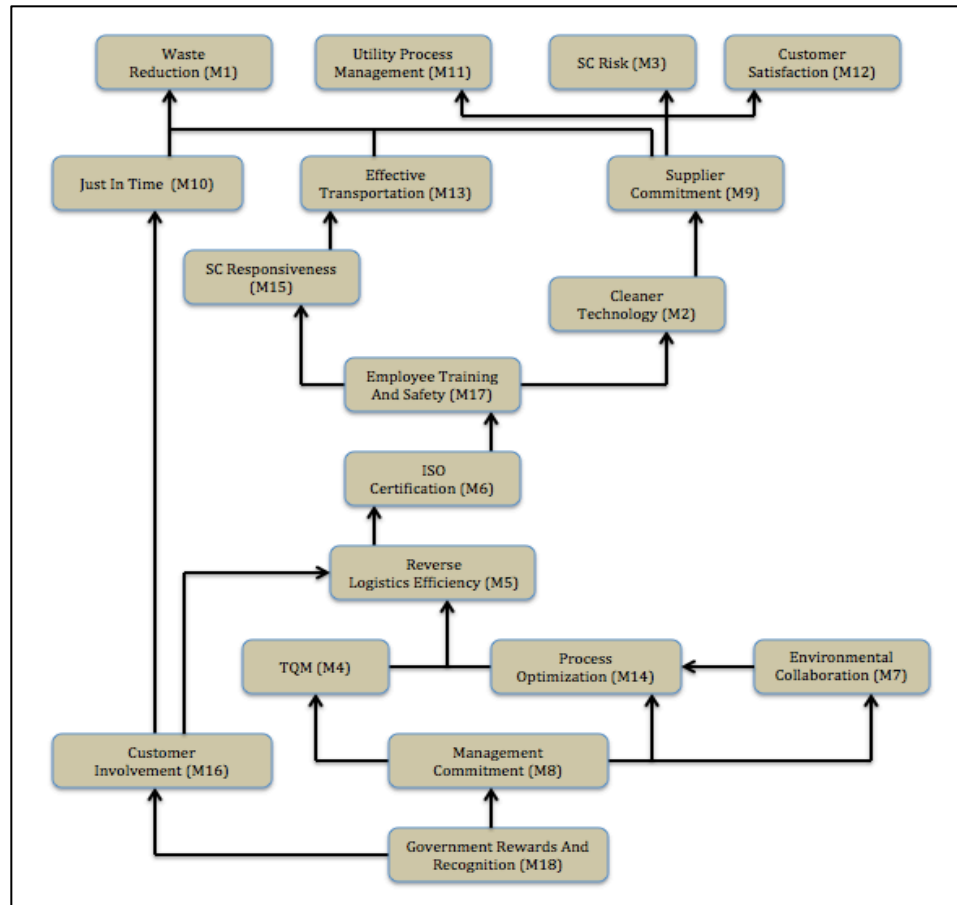 Waste
Reduction (M1)
Utility Process
Management (M11)
SC Risk (M3)
Customer
Satisfaction (M12)
Just In Time (M10)
Effective
Transportation (M13)
Supplier
Commitment (M9)
SC Responsiveness
(M15)
Cleaner
Technology (M2)
Employee Training
And Safety (M17)
ISO
Certification (M6)
Reverse
Logistics Efficiency (M5)
TQM (M4)
Process
Optimization (M14)
Environmental
Collaboration (M7)
Customer
Involvement (M16)
Management
Commitment (M8)
Government Rewards And
Recognition (M18)